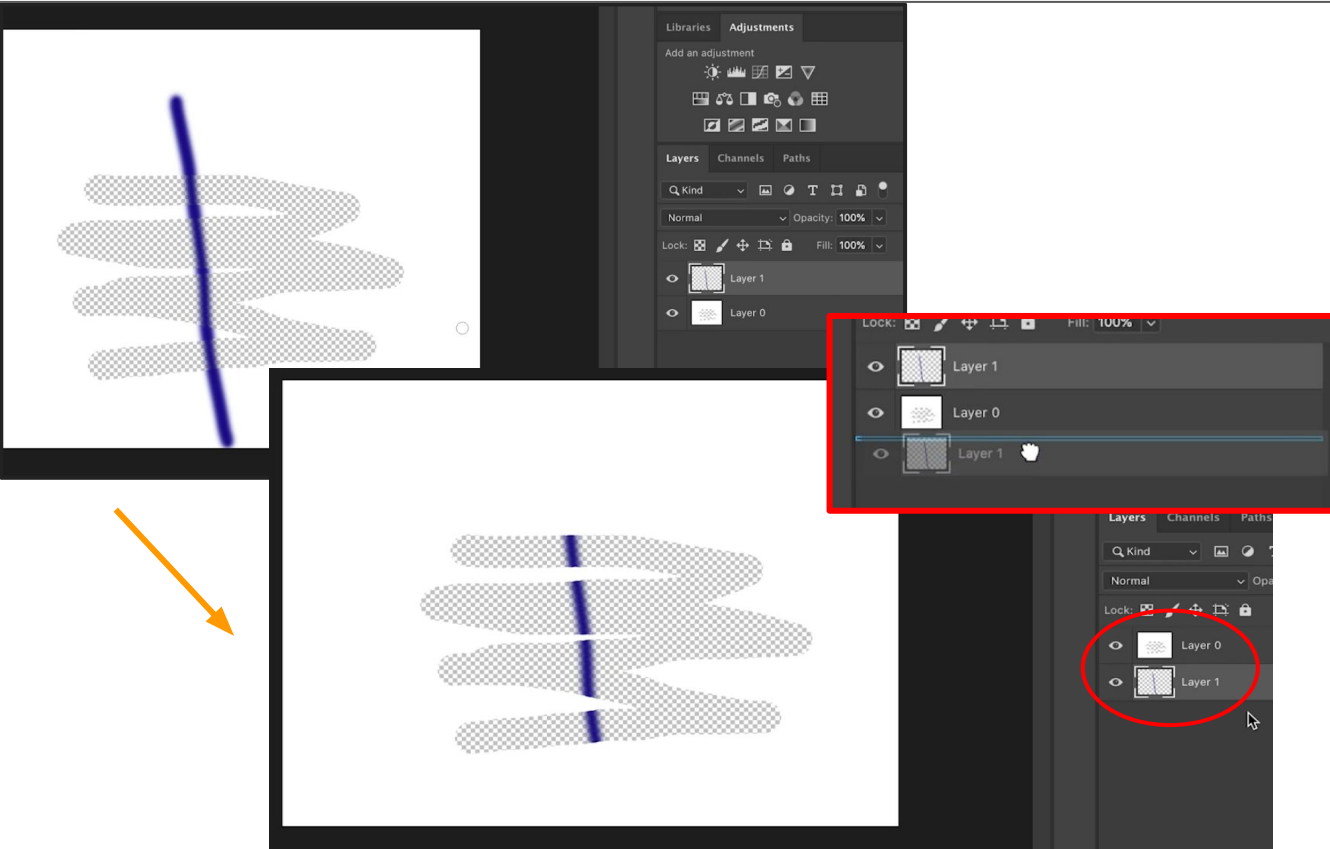 Libraries Adjustments
Add an adjustment
Layers Channels Paths
Kind T
Normal Opacity: 100%
Lock: Fill: 100%
Layer 1
Layer 0
Lock: Fill: 100%
Layer 1
Layer 0
Layer 1
Layers Channels Paths
Kind
Normal Opa
Lock:
Layer 0
Layer 1